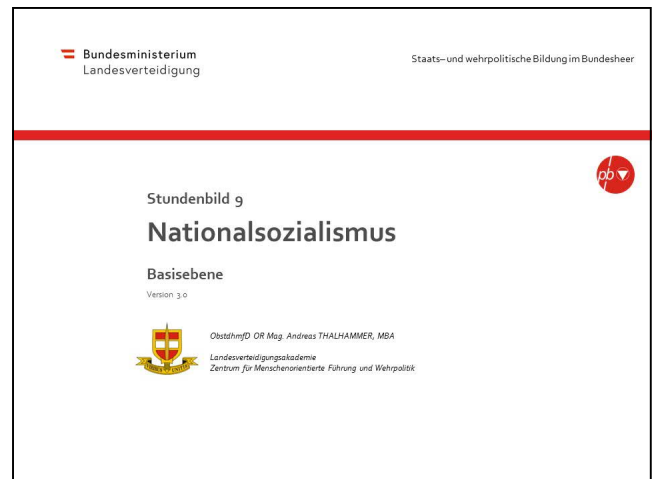 Bundesministerium
Landesverteidigung
Staats– und wehrpolitische Bildung im Bundesheer
pb
Stundenbild 9
Nationalsozialismus
Basisebene
Version 3.0
ObstdhmfD OR Mag. Andreas THALHAMMER, MBA
Landesverteidigungsakademie
Zentrum für Menschenorientierte Führung und Wehrpolitik